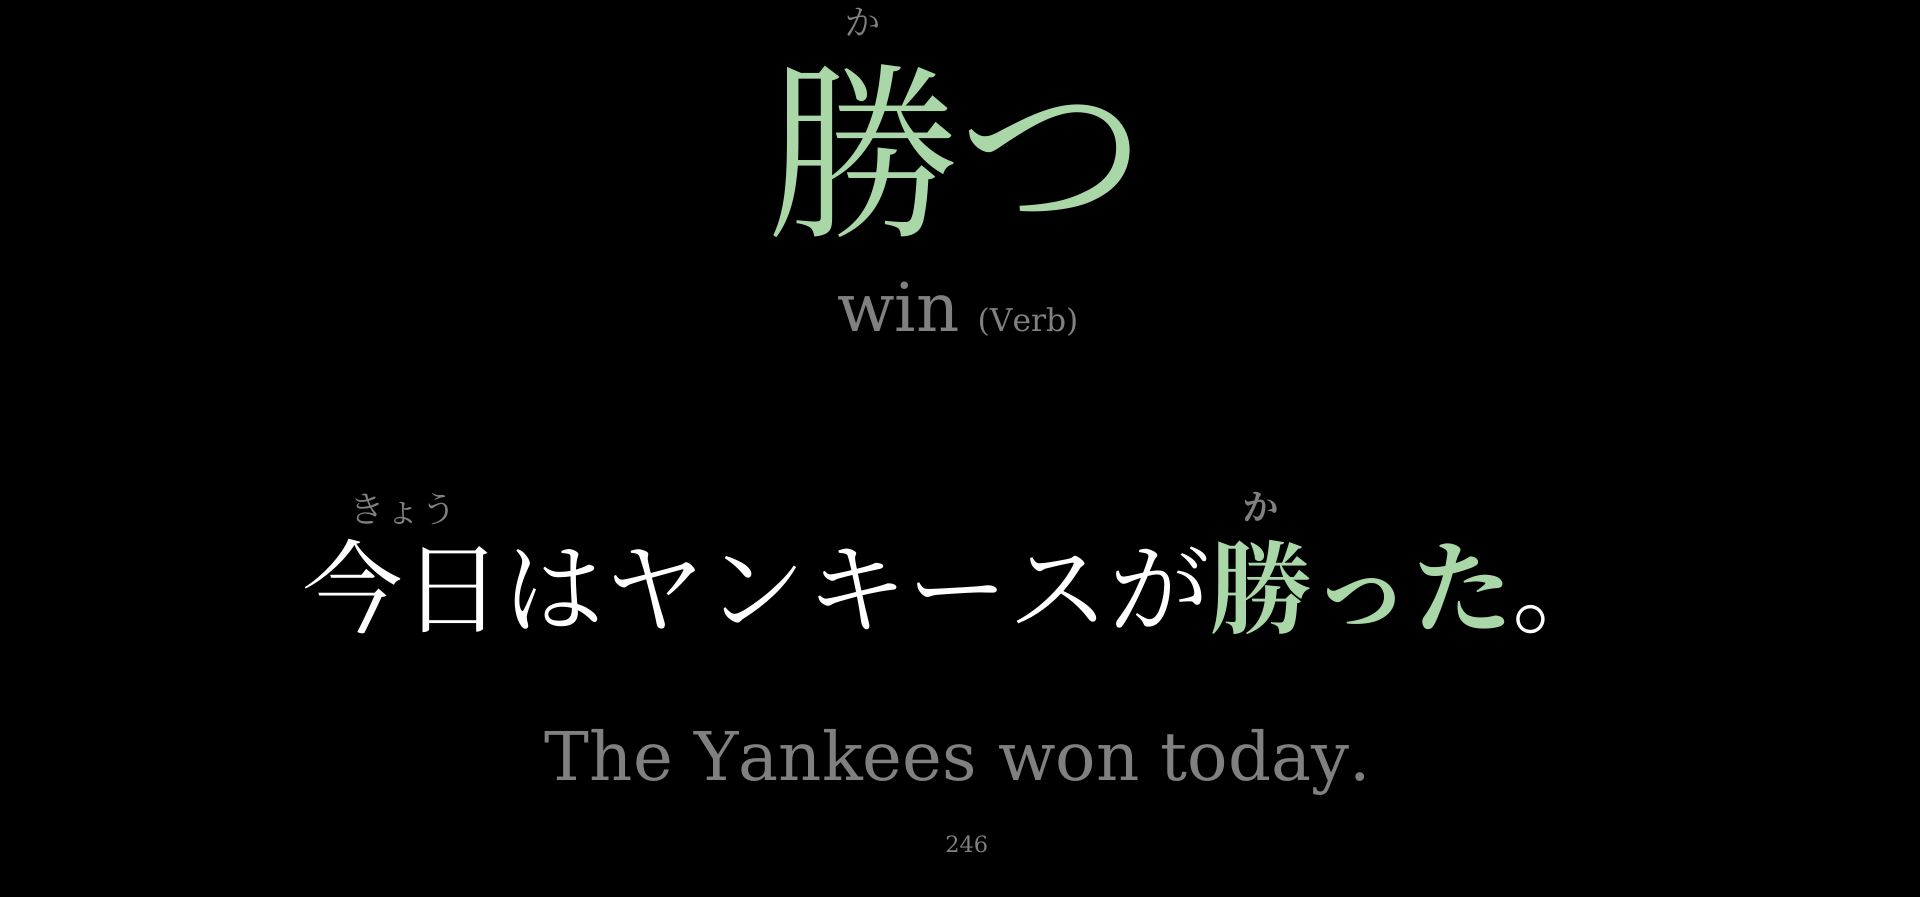 か
勝つ
win (Verb)
きょう か
今日はヤンキースが勝った。
The Yankees won today.
246